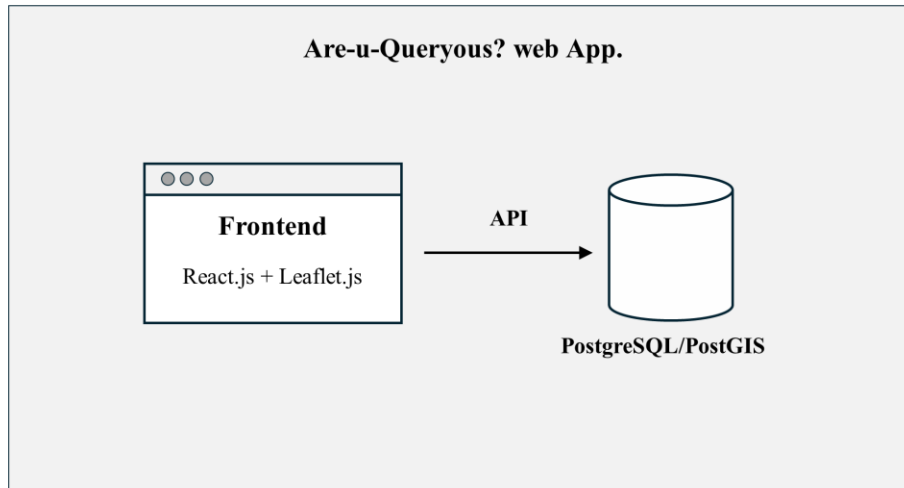 Are-u-Queryous? web App.
Frontend
API
React.js + Leaflet.js
PostgreSQL/PostGIS